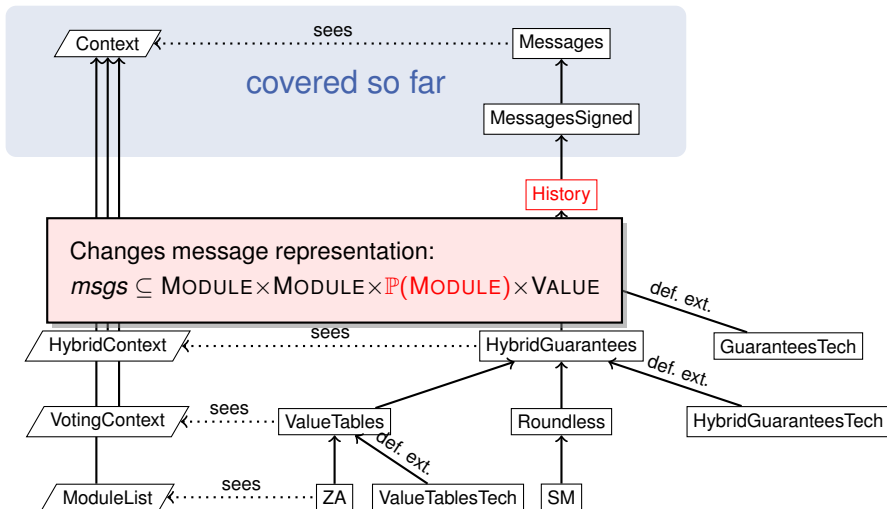 Context
sees
Messages
covered so far
MessagesSigned
History
Changes message representation:
msgs ⊆ MODULE×MODULE×ℙ(MODULE)×VALUE
def. ext.
HybridContext
sees
HybridGuarantees
GuaranteesTech
def. ext.
VotingContext
sees
ValueTables
Roundless
HybridGuaranteesTech
def. ext.
ModuleList
sees
ZA
ValueTablesTech
SM